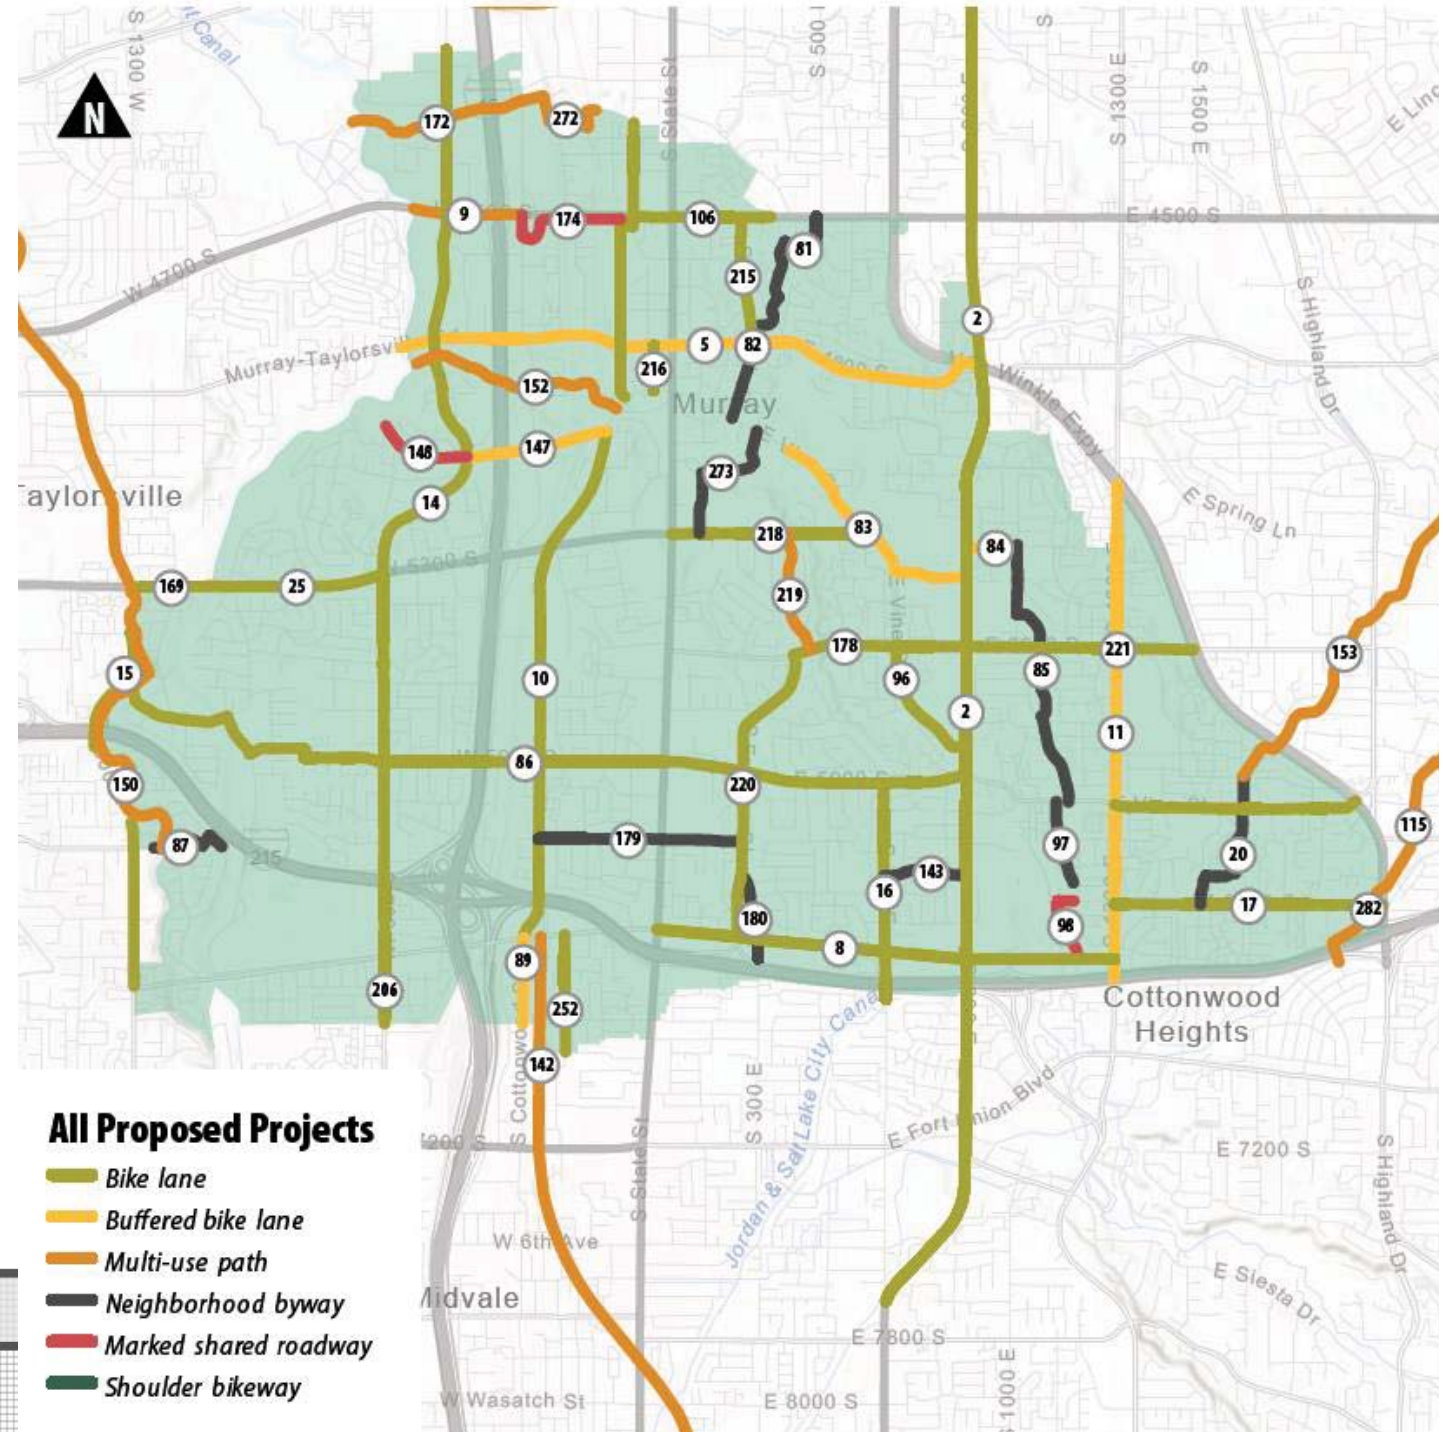 S 1300 W
Canal
S State St
S 500
S
S 1300 E
S 1500 E
N
172
272
9
174
106
E 4500 S
81
W 4700 S
215
S Highland Dr
2
Murray-Taylorsvil
5
82
216
152
Murray
Winkle Expy
148
147
273
14
Taylorsville
E Spring Ln
218
83
84
W 5300 S
169
25
219
E Vine
178
221
153
15
85
10
96
2
11
86
150
220
115
87
179
97
20
215
143
16
17
180
98
282
8
89
206
252
Cottonwood
Heights
142
S Cottonwo
S 300 E
Jordan & Salt Lake City Canal
E Fort Union Blvd
All Proposed Projects
7200 S
E 7200 S
S State St
S Highland Dr
Bike lane
Buffered bike lane
W 6th Ave
Multi-use path
E Siesta Dr
Midvale
Neighborhood byway
E 7800 S
Marked shared roadway
S 1000 E
Shoulder bikeway
W Wasatch St
E 8000 S